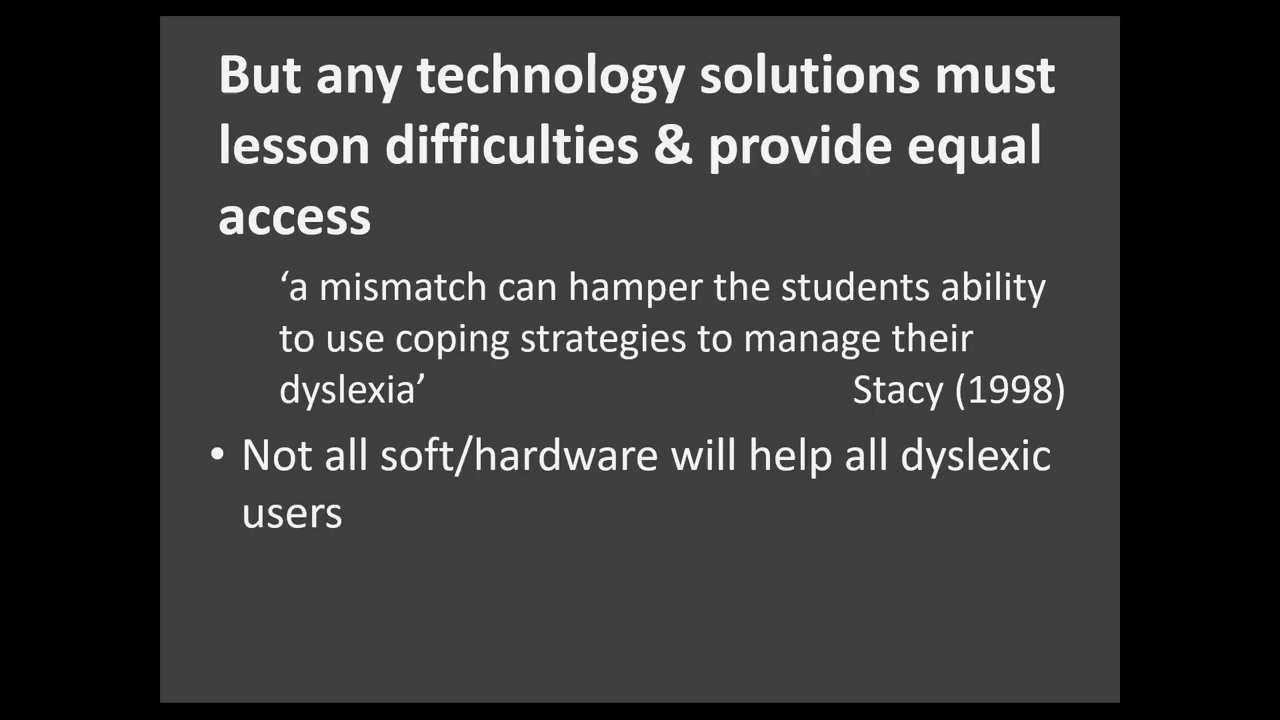 But any technology solutions must
lesson difficulties & provide equal
access
‘a mismatch can hamper the students ability
to use coping strategies to manage their
dyslexia’ Stacy (1998)
• Not all soft/hardware will help all dyslexic
users